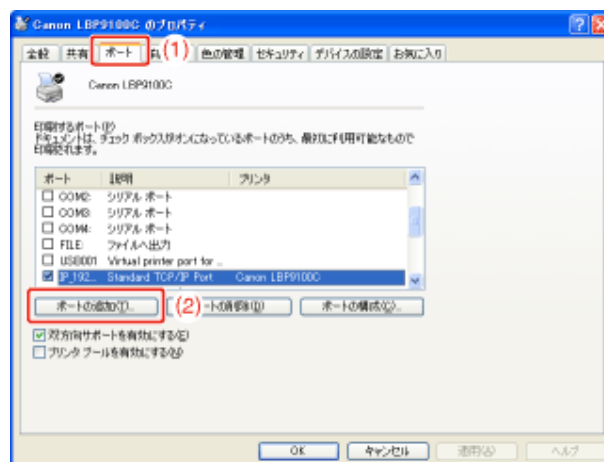 Canon LBP9100C のプロパティ
全般 共有 ポート (1) 色の管理 セキュリティ デバイスの設定 お気に入り
Canon LBP9100C
印刷するポート(P)
ドキュメントは、チェック ボックスがオンになっているポートのうち、最初に利用可能なもので
印刷されます。
ポート 説明 プリンタ
COM2: シリアル ポート
COM3: シリアル ポート
COM4: シリアル ポート
FILE: ファイルへ出力
USB001 Virtual printer port for ...
IP_192... Standard TCP/IP Port Canon LBP9100C
ポートの追加(T)... (2) ートの削除(D) ポートの構成(C)...
双方向サポートを有効にする(E)
プリンタ プールを有効にする(N)
OK キャンセル 適用(A) ヘルプ